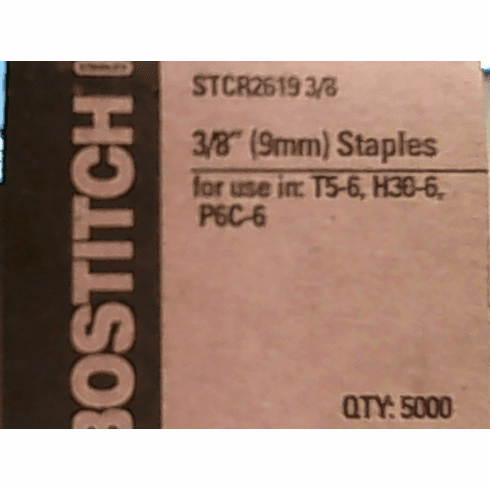 BOSTITCH
STCR2619 3/8
3/8" (9mm) Staples
for use in: T5-6, H30-6,
P6C-6
QTY: 5000